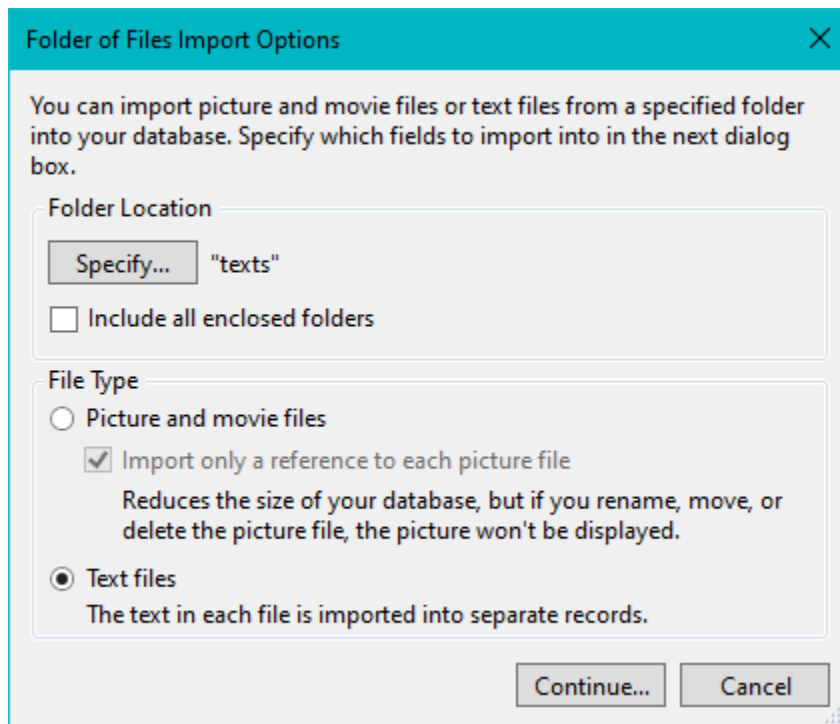 Folder of Files Import Options
You can import picture and movie files or text files from a specified folder
into your database. Specify which fields to import into in the next dialog
box.
Folder Location
Specify... "texts"
Include all enclosed folders
File Type
Picture and movie files
Import only a reference to each picture file
Reduces the size of your database, but if you rename, move, or
delete the picture file, the picture won't be displayed.
Text files
The text in each file is imported into separate records.
Continue... Cancel